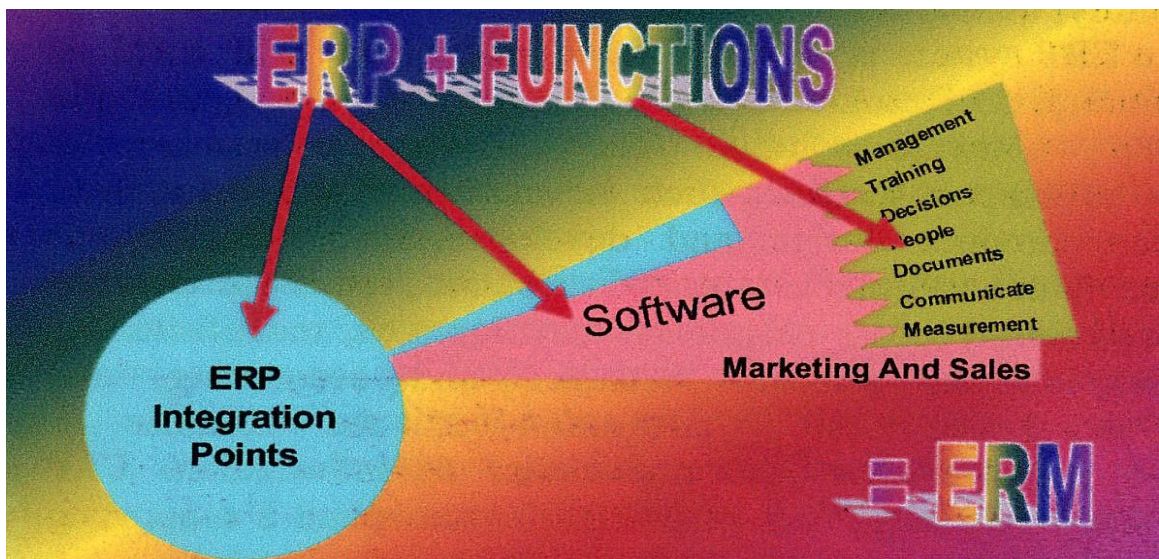 ERP + FUNCTIONS
Management
Training
Decisions
People
Documents
Communicate
Measurement
Software
Marketing And Sales
ERP
Integration
Points
= ERM